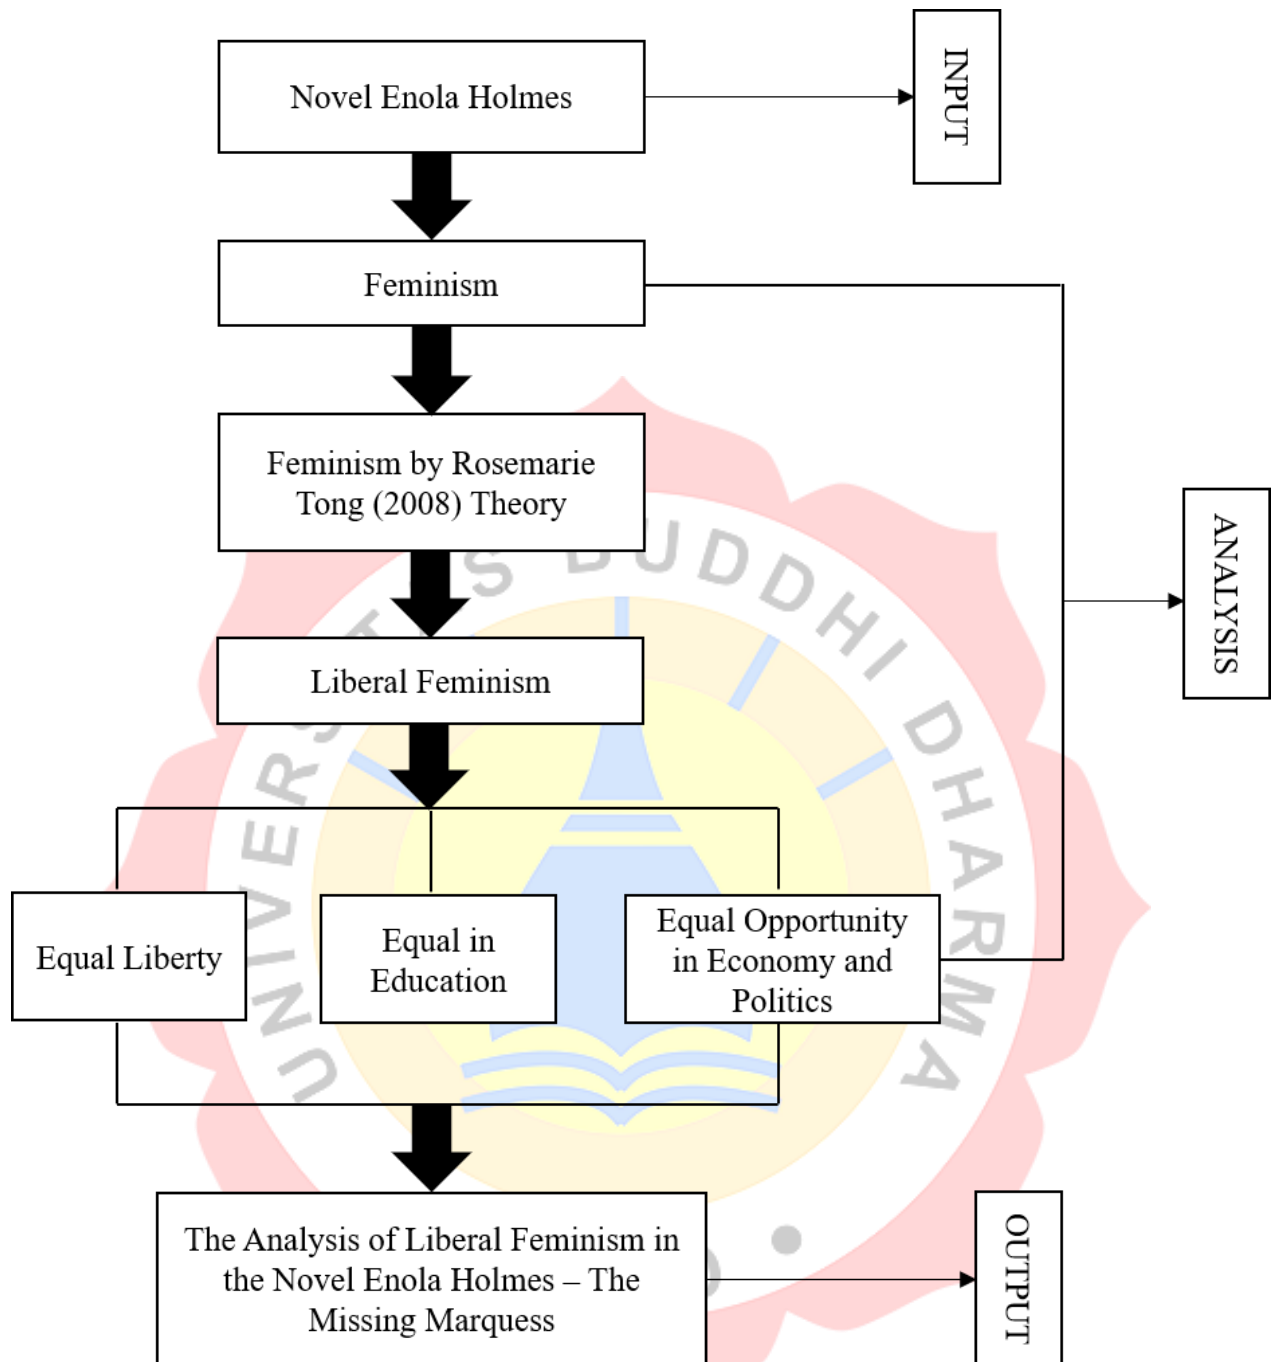 Novel Enola Holmes
INPUT
Feminism
Feminism by Rosemarie
Tong (2008) Theory
ANALYSIS
Liberal Feminism
Equal Liberty
Equal in
Education
Equal Opportunity
in Economy and
Politics
The Analysis of Liberal Feminism in
the Novel Enola Holmes – The
Missing Marquess
OUTPUT
BUDDHI DHARMA